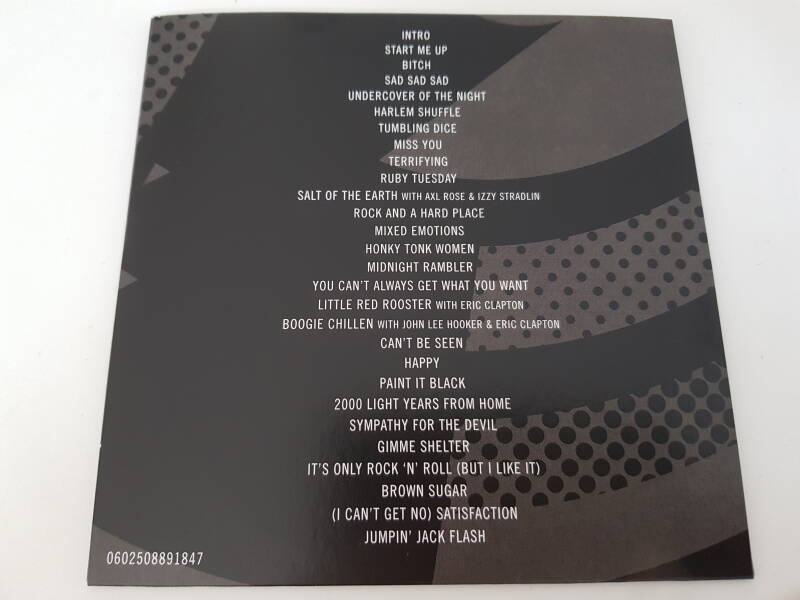 INTRO
START ME UP
BITCH
SAD SAD SAD
UNDERCOVER OF THE NIGHT
HARLEM SHUFFLE
TUMBLING DICE
MISS YOU
TERRIFYING
RUBY TUESDAY
SALT OF THE EARTH WITH AXL ROSE & IZZY STRADLIN
ROCK AND A HARD PLACE
MIXED EMOTIONS
HONKY TONK WOMEN
MIDNIGHT RAMBLER
YOU CAN'T ALWAYS GET WHAT YOU WANT
LITTLE RED ROOSTER WITH ERIC CLAPTON
BOOGIE CHILLEN WITH JOHN LEE HOOKER & ERIC CLAPTON
CAN'T BE SEEN
HAPPY
PAINT IT BLACK
2000 LIGHT YEARS FROM HOME
SYMPATHY FOR THE DEVIL
GIMME SHELTER
IT'S ONLY ROCK 'N' ROLL (BUT I LIKE IT)
BROWN SUGAR
(I CAN'T GET NO) SATISFACTION
JUMPIN' JACK FLASH
0602508891847